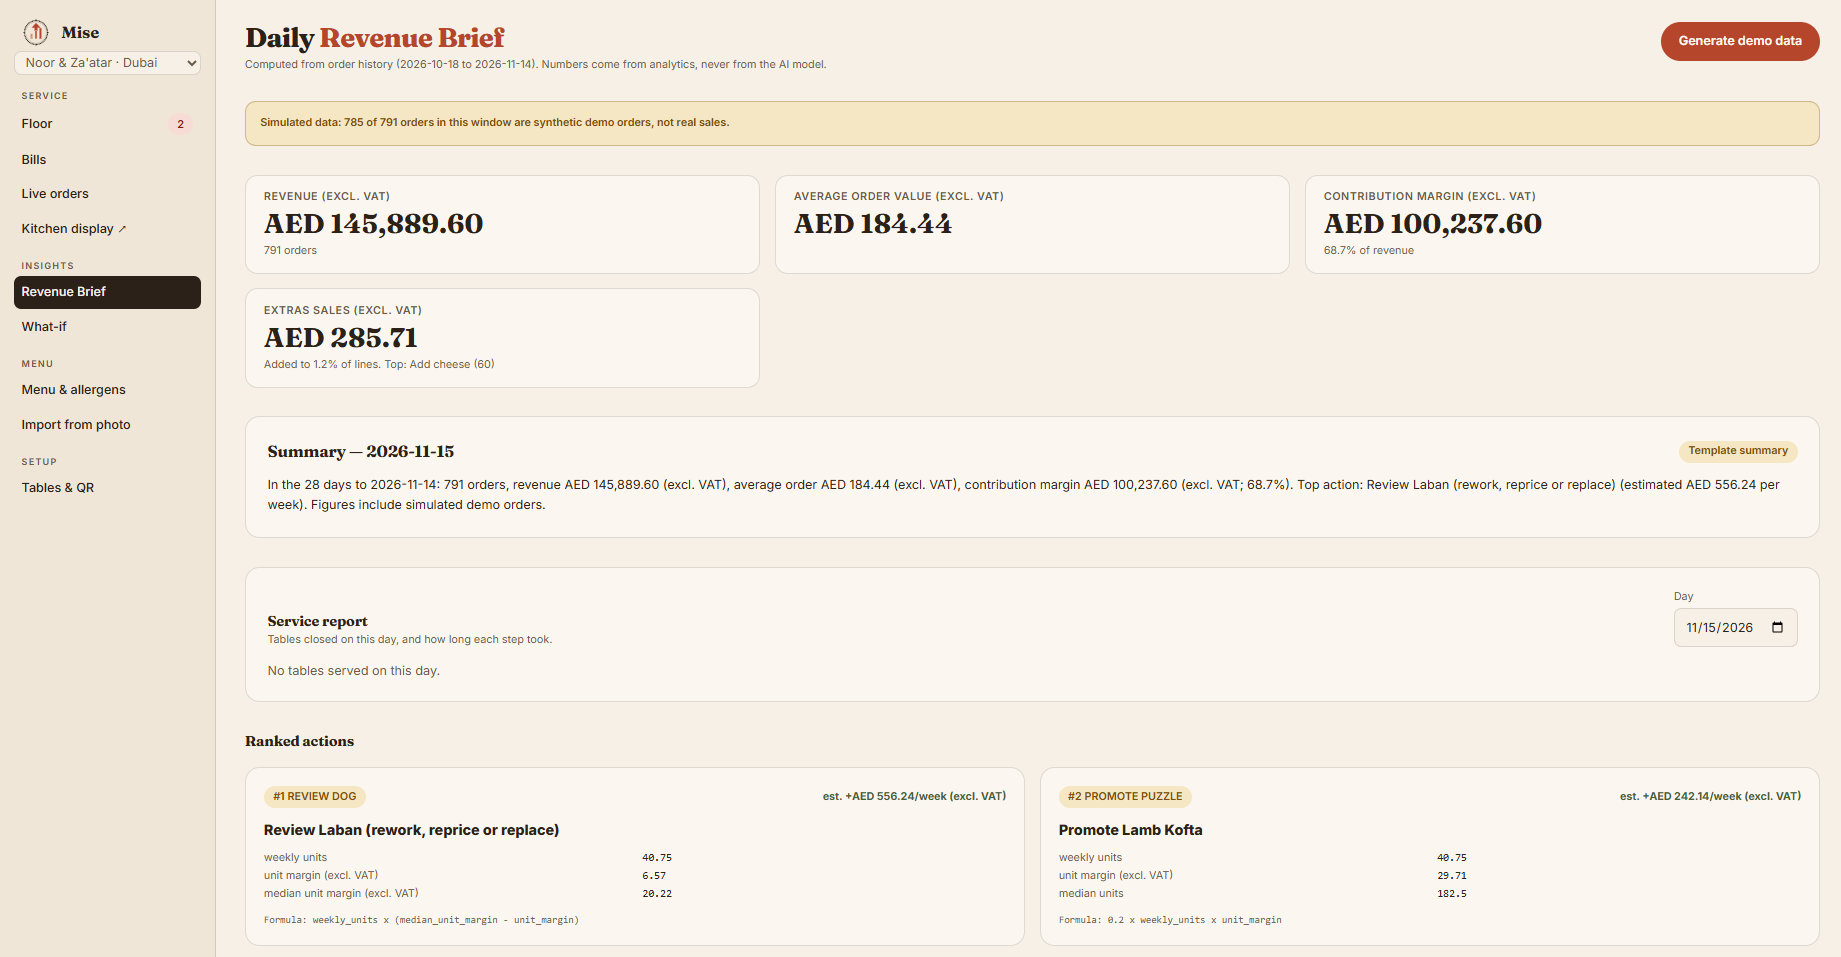 Mise
Noor & Za'atar · Dubai
SERVICE
Floor 2
Bills
Live orders
Kitchen display ↗
INSIGHTS
Revenue Brief
What-if
MENU
Menu & allergens
Import from photo
SETUP
Tables & QR
Daily Revenue Brief
Computed from order history (2026-10-18 to 2026-11-14). Numbers come from analytics, never from the AI model.
Generate demo data
Simulated data: 785 of 791 orders in this window are synthetic demo orders, not real sales.
REVENUE (EXCL. VAT)
AED 145,889.60
791 orders
AVERAGE ORDER VALUE (EXCL. VAT)
AED 184.44
CONTRIBUTION MARGIN (EXCL. VAT)
AED 100,237.60
68.7% of revenue
EXTRAS SALES (EXCL. VAT)
AED 285.71
Added to 1.2% of lines. Top: Add cheese (60)
Summary — 2026-11-15
Template summary
In the 28 days to 2026-11-14: 791 orders, revenue AED 145,889.60 (excl. VAT), average order AED 184.44 (excl. VAT), contribution margin AED 100,237.60 (excl. VAT; 68.7%). Top action: Review Laban (rework, reprice or replace) (estimated AED 556.24 per
week). Figures include simulated demo orders.
Service report
Tables closed on this day, and how long each step took.
Day
11/15/2026
No tables served on this day.
Ranked actions
#1 REVIEW DOG
est. +AED 556.24/week (excl. VAT)
Review Laban (rework, reprice or replace)
weekly units 40.75
unit margin (excl. VAT) 6.57
median unit margin (excl. VAT) 20.22
Formula: weekly_units x (median_unit_margin - unit_margin)
#2 PROMOTE PUZZLE
est. +AED 242.14/week (excl. VAT)
Promote Lamb Kofta
weekly units 40.75
unit margin (excl. VAT) 29.71
median units 182.5
Formula: 0.2 x weekly_units x unit_margin